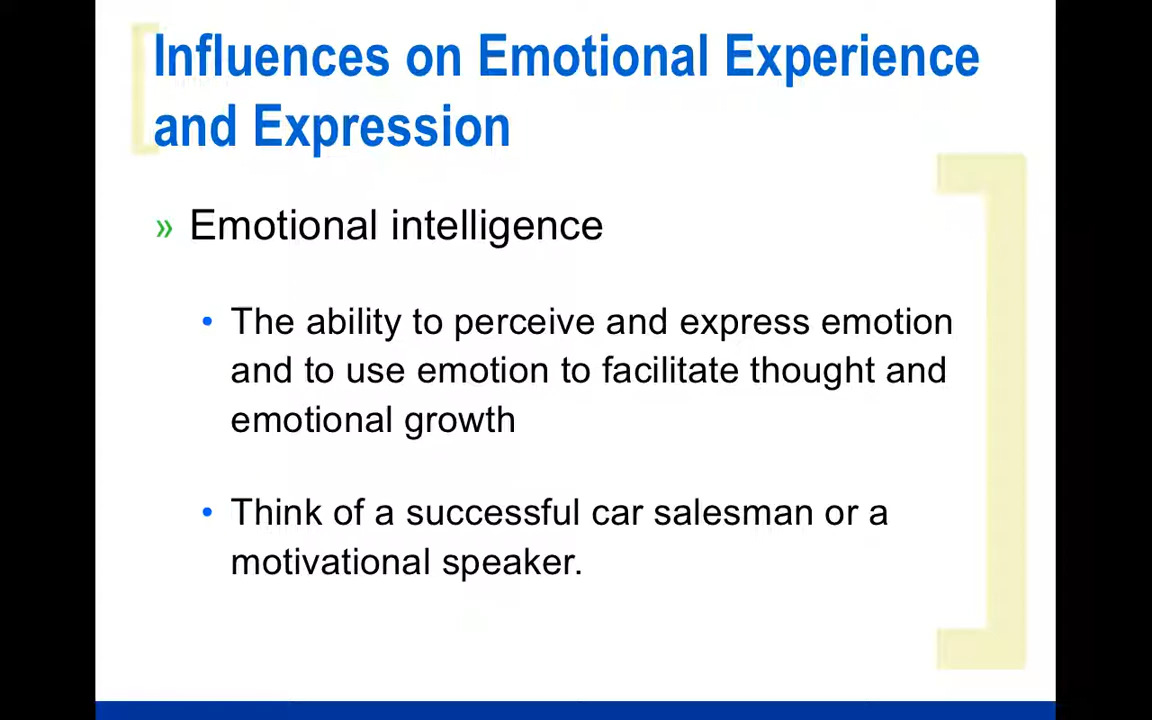 Influences on Emotional Experience
and Expression
» Emotional intelligence
• The ability to perceive and express emotion
and to use emotion to facilitate thought and
emotional growth
• Think of a successful car salesman or a
motivational speaker.